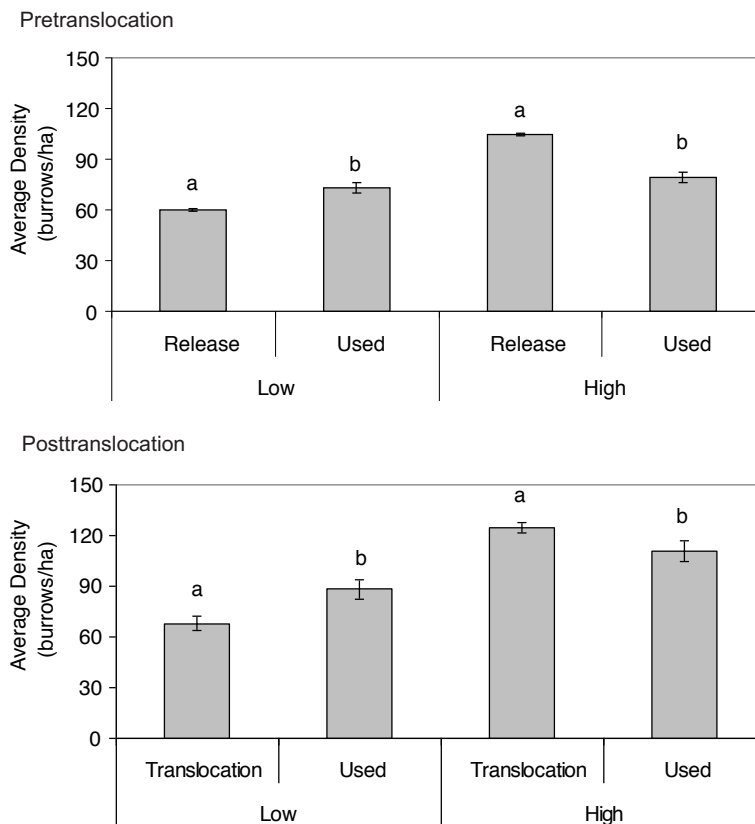 Pretranslocation
Average Density
(burrows/ha)
150
120
90
60
30
0
a
b
a
b
Release
Used
Release
Used
Low
High
Posttranslocation
Average Density
(burrows/ha)
150
120
90
60
30
0
a
b
a
b
Translocation
Used
Translocation
Used
Low
High